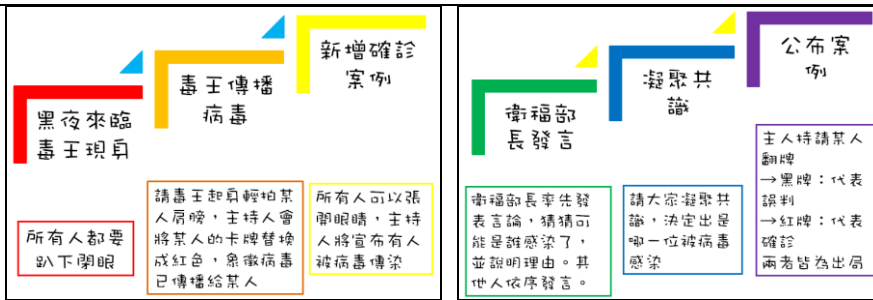 黑夜來臨
毒王現身
毒王傳播
病毒
新增確診
案例
所有人都要
趴下閉眼
請毒王起身輕拍某
人肩膀，主持人會
將某人的卡牌替換
成紅色，象徵病毒
已傳播給某人
所有人可以張
開眼睛，主持
人將宣布有人
被病毒傳染
衛福部
長發言
凝聚共
識
公布案
例
衛福部長率先發
表言論，猜猜可
能是誰感染了，
並說明理由。其
他人依序發言。
請大家凝聚共
識，決定出是
哪一位被病毒
感染
主人持請某人
翻牌
→黑牌：代表
誤判
→紅牌：代表
確診
兩者皆為出局